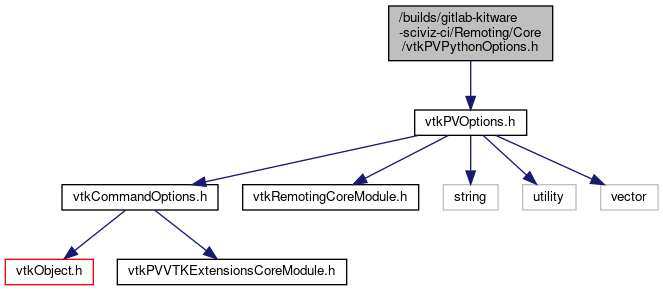 /builds/gitlab-kitware
-sciviz-ci/Remoting/Core
/vtkPVPythonOptions.h
vtkPVOptions.h
vtkCommandOptions.h
vtkRemotingCoreModule.h
string
utility
vector
vtkObject.h
vtkPVVTKExtensionsCoreModule.h